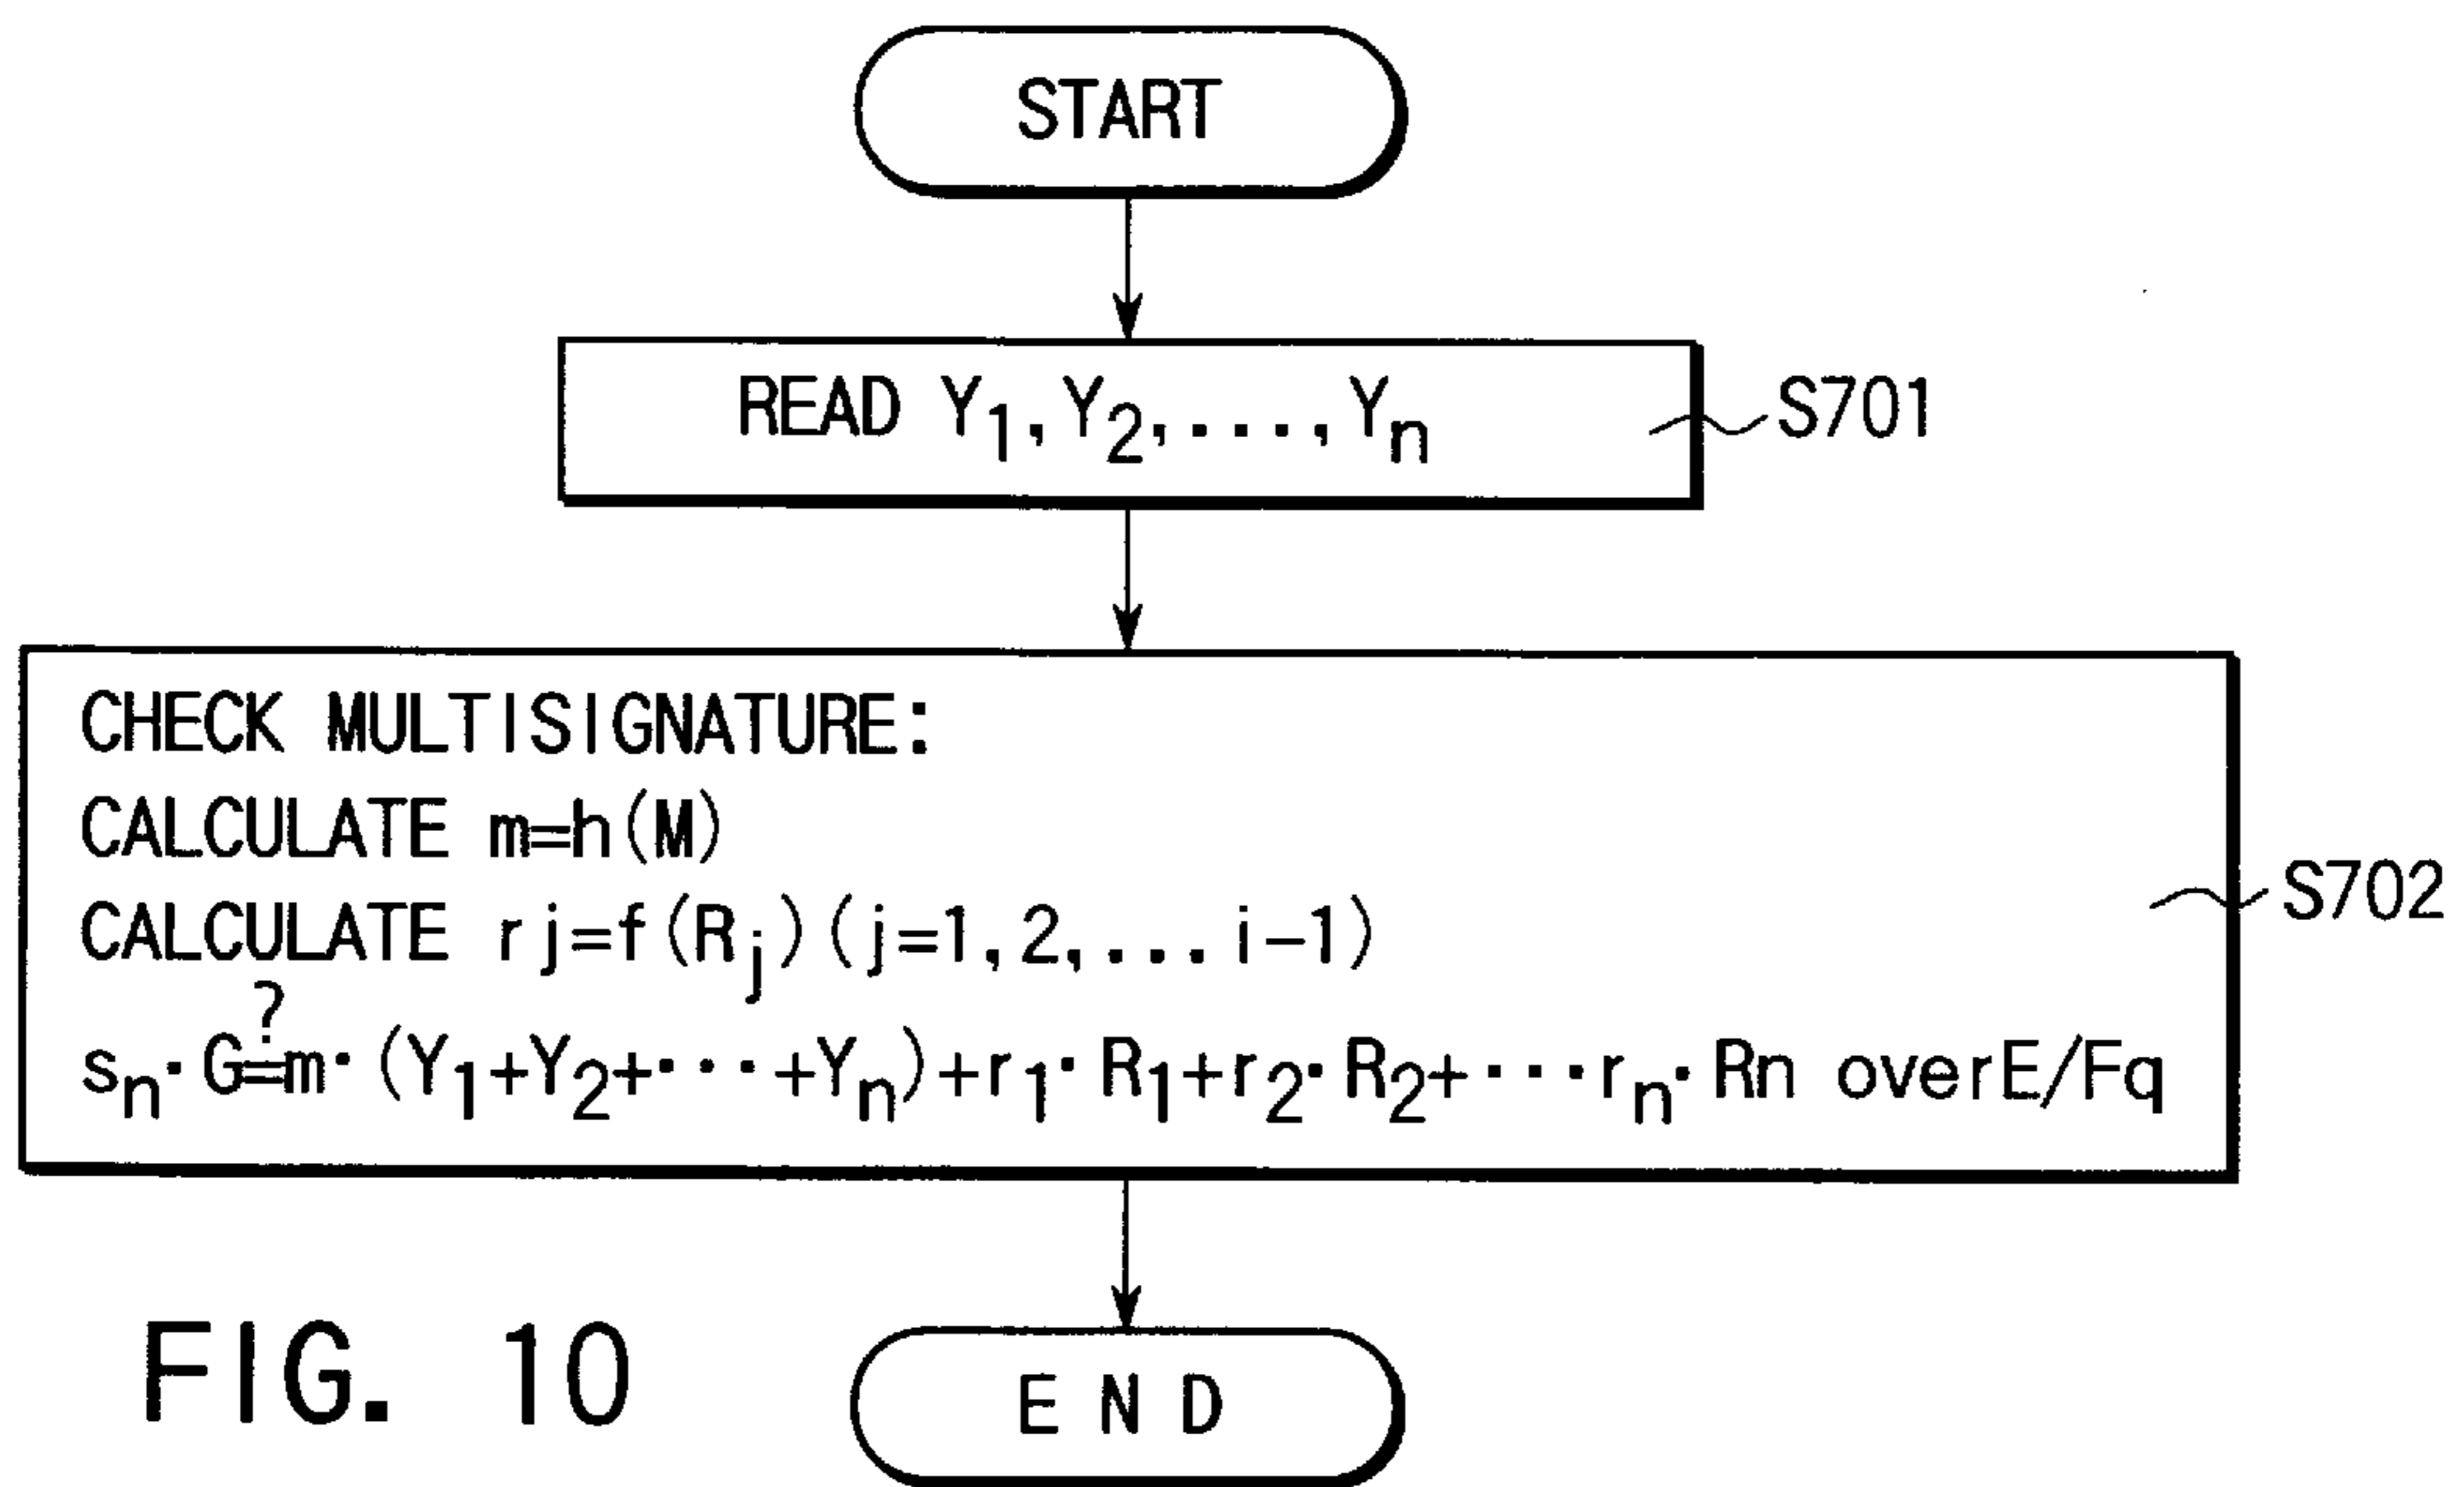 START
READ Y₁,Y₂,...,Yₙ
S701
CHECK MULTISIGNATURE:
CALCULATE m=h(M)
CALCULATE rj=f(Rⱼ)(j=1,2,...i-1)
S702
sₙ·G≟m·(Y₁+Y₂+···+Yₙ)+r₁·R₁+r₂·R₂+···rₙ·Rn overE/Fq
END
FIG. 10